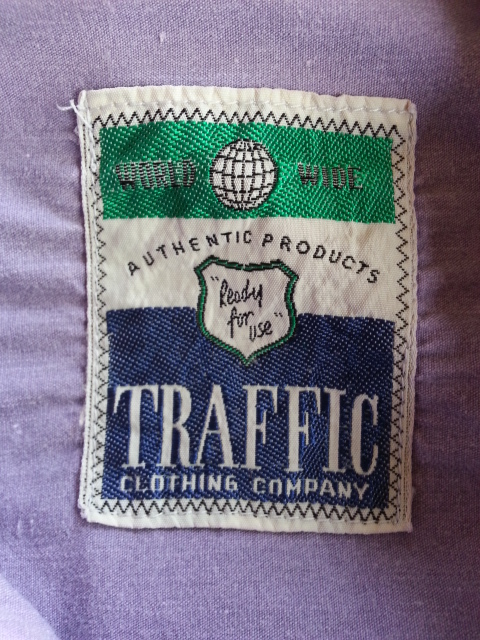 WORLD WIDE
AUTHENTIC PRODUCTS
"Ready
for
use"
TRAFFIC
CLOTHING COMPANY